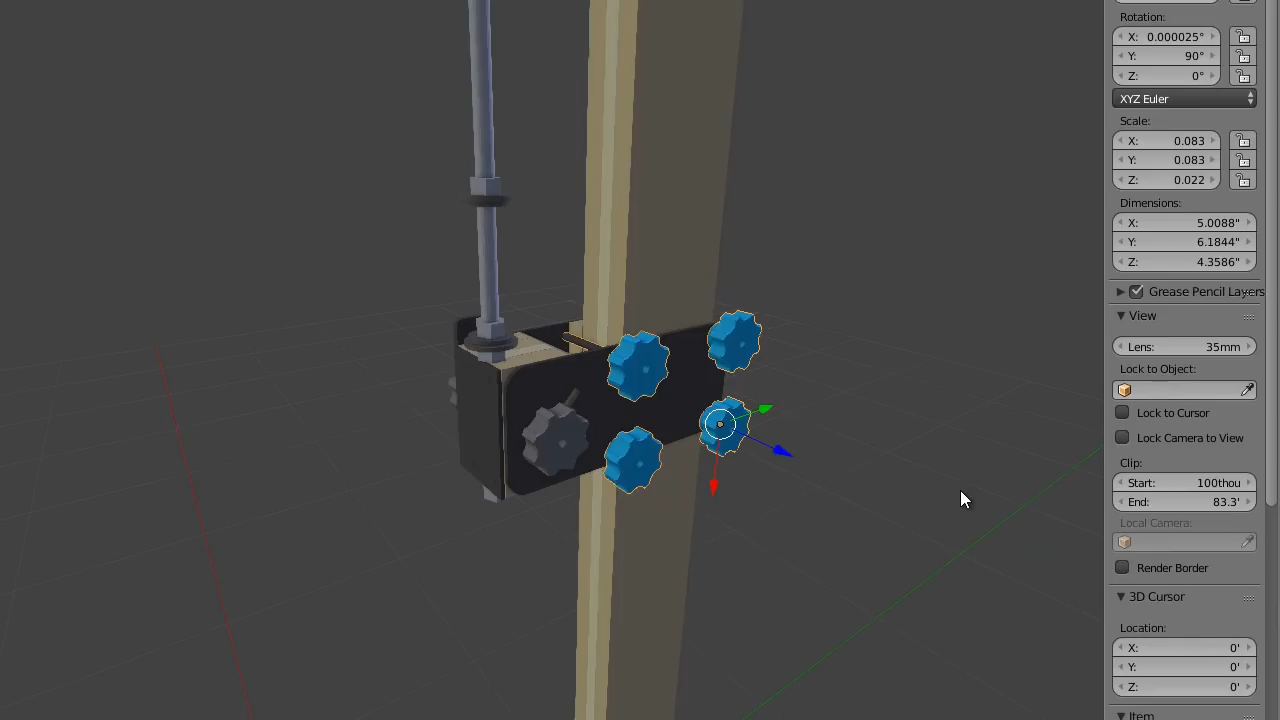 Rotation:
X: 0.000025°
Y: 90°
Z: 0°
XYZ Euler
Scale:
X: 0.083
Y: 0.083
Z: 0.022
Dimensions:
X: 5.0088"
Y: 6.1844"
Z: 4.3586"
Grease Pencil Layers
View
Lens: 35mm
Lock to Object:
Lock to Cursor
Lock Camera to View
Clip:
Start: 100thou
End: 83.3'
Local Camera:
Render Border
3D Cursor
Location:
X: 0'
Y: 0'
Z: 0'
Item